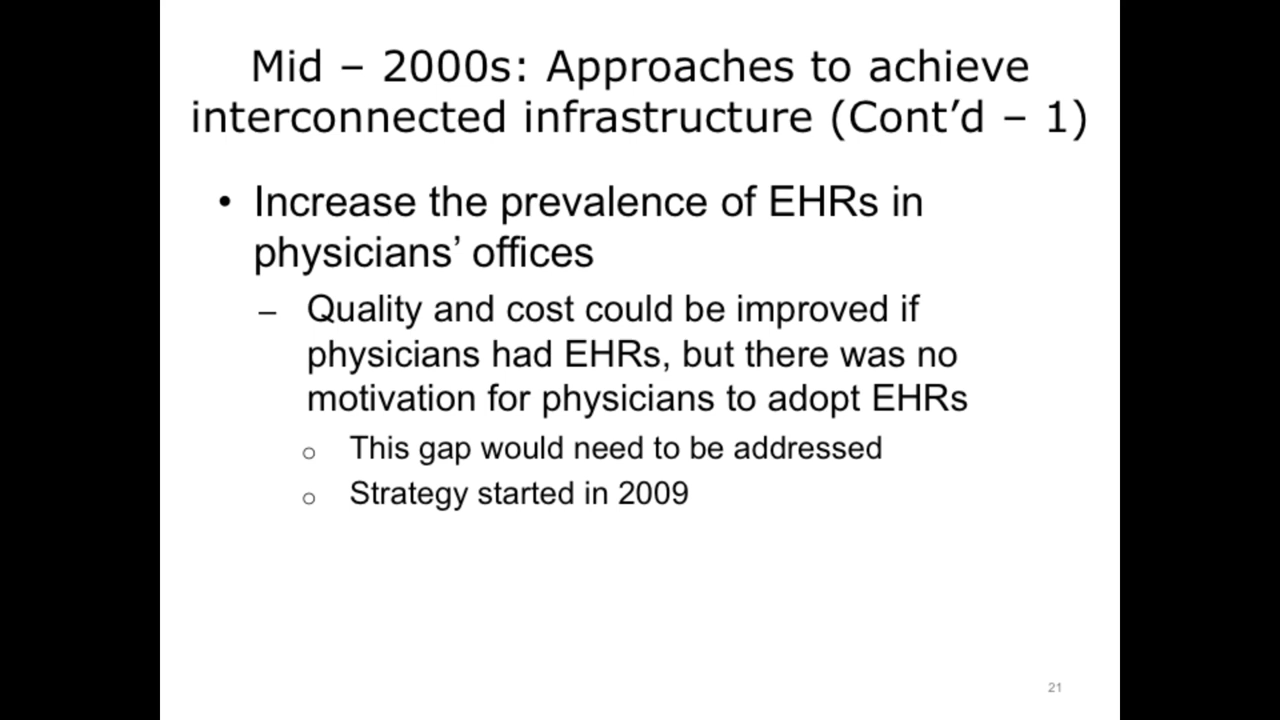 Mid – 2000s: Approaches to achieve
interconnected infrastructure (Cont’d – 1)
• Increase the prevalence of EHRs in
physicians’ offices
– Quality and cost could be improved if
physicians had EHRs, but there was no
motivation for physicians to adopt EHRs
o This gap would need to be addressed
o Strategy started in 2009
21